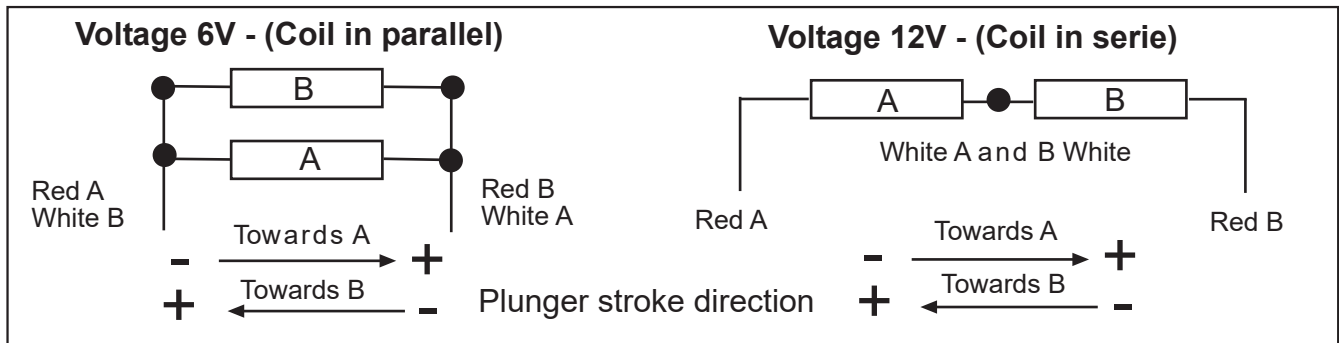 Voltage 6V - (Coil in parallel)
B
A
Red A
White B
Red B
White A
- Towards A +
+ Towards B -
Plunger stroke direction
Voltage 12V - (Coil in serie)
A B
White A and B White
Red A
Red B
- Towards A +
+ Towards B -